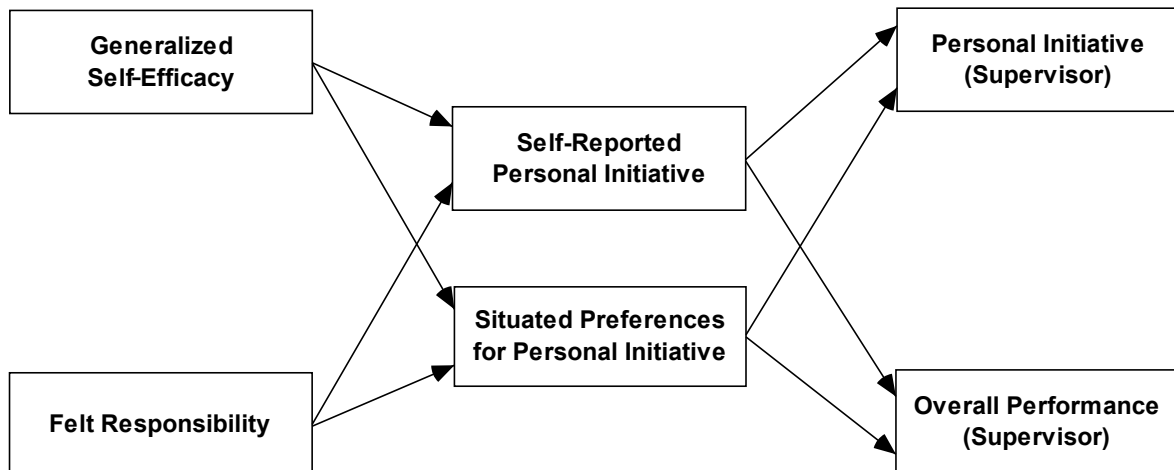 Generalized
Self-Efficacy
Felt Responsibility
Self-Reported
Personal Initiative
Situated Preferences
for Personal Initiative
Personal Initiative
(Supervisor)
Overall Performance
(Supervisor)